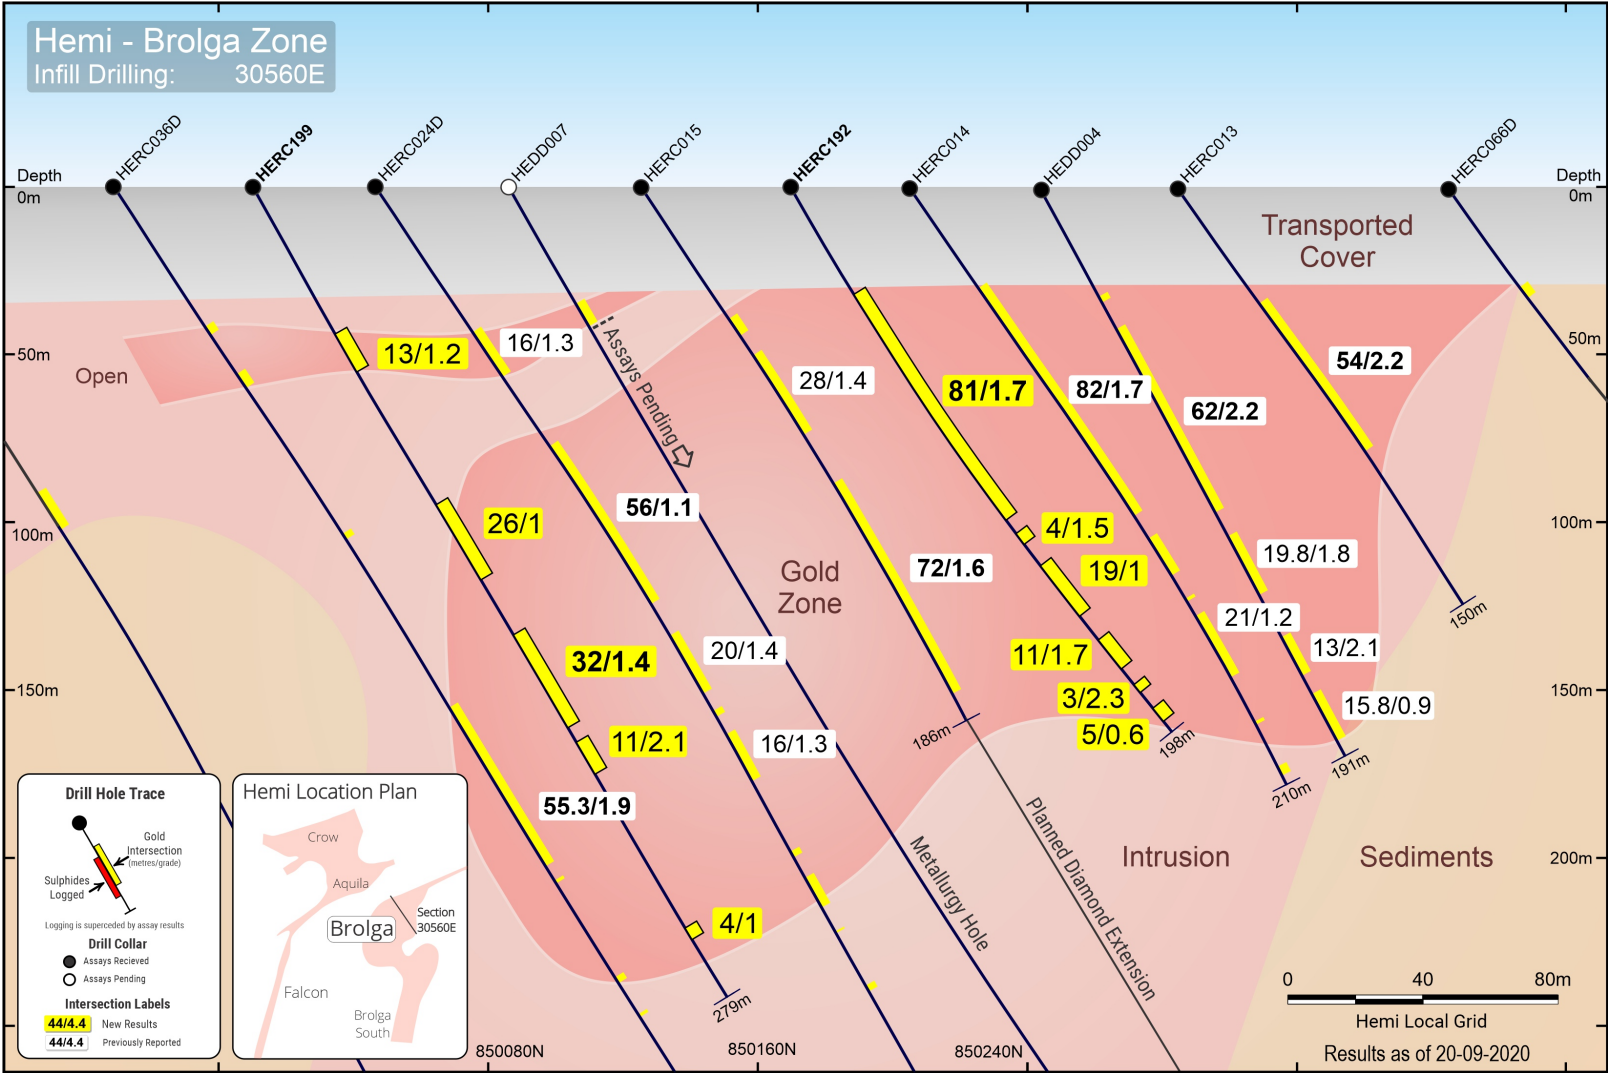 Hemi - Brolga Zone
Infill Drilling: 30560E
HERC036D
HERC199
HERC024D
HEDD007
HERC015
HERC192
HERC014
HEDD004
HERC013
HERC066D
Depth
0m
Depth
0m
Transported
Cover
50m
50m
100m
100m
150m
150m
200m
Open
13/1.2
16/1.3
Assays Pending
28/1.4
81/1.7
82/1.7
62/2.2
54/2.2
26/1
56/1.1
4/1.5
19/1
72/1.6
19.8/1.8
Gold
Zone
21/1.2
13/2.1
32/1.4
20/1.4
11/1.7
3/2.3
5/0.6
15.8/0.9
11/2.1
16/1.3
55.3/1.9
4/1
150m
186m
198m
191m
210m
279m
Metallurgy Hole
Planned Diamond Extension
Intrusion
Sediments
Drill Hole Trace
Gold
Intersection
(metres/grade)
Sulphides
Logged
Logging is superceded by assay results
Drill Collar
Assays Recieved
Assays Pending
Intersection Labels
44/4.4 New Results
44/4.4 Previously Reported
Hemi Location Plan
Crow
Aquila
Brolga
Section
30560E
Falcon
Brolga
South
850080N
850160N
850240N
0 40 80m
Hemi Local Grid
Results as of 20-09-2020